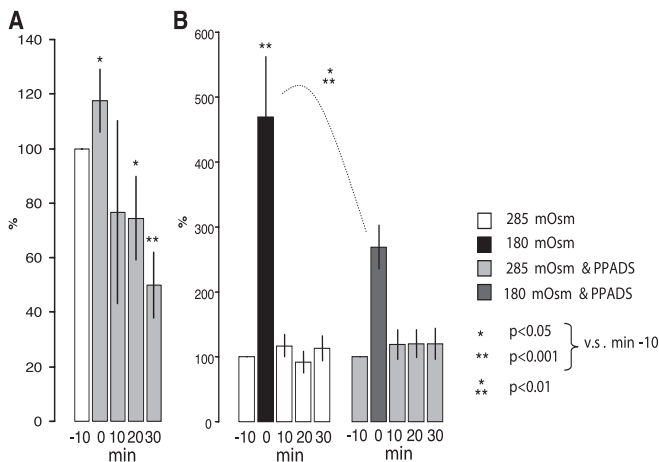 A
140
120
100
80
60
40
20
0
%
*
*
**
-10 0 10 20 30
min
B
600
500
400
300
200
100
0
%
**
*
**
-10 0 10 20 30
-10 0 10 20 30
min
285 mOsm
180 mOsm
285 mOsm & PPADS
180 mOsm & PPADS
* p<0.05
** p<0.001
v.s. min -10
*
** p<0.01